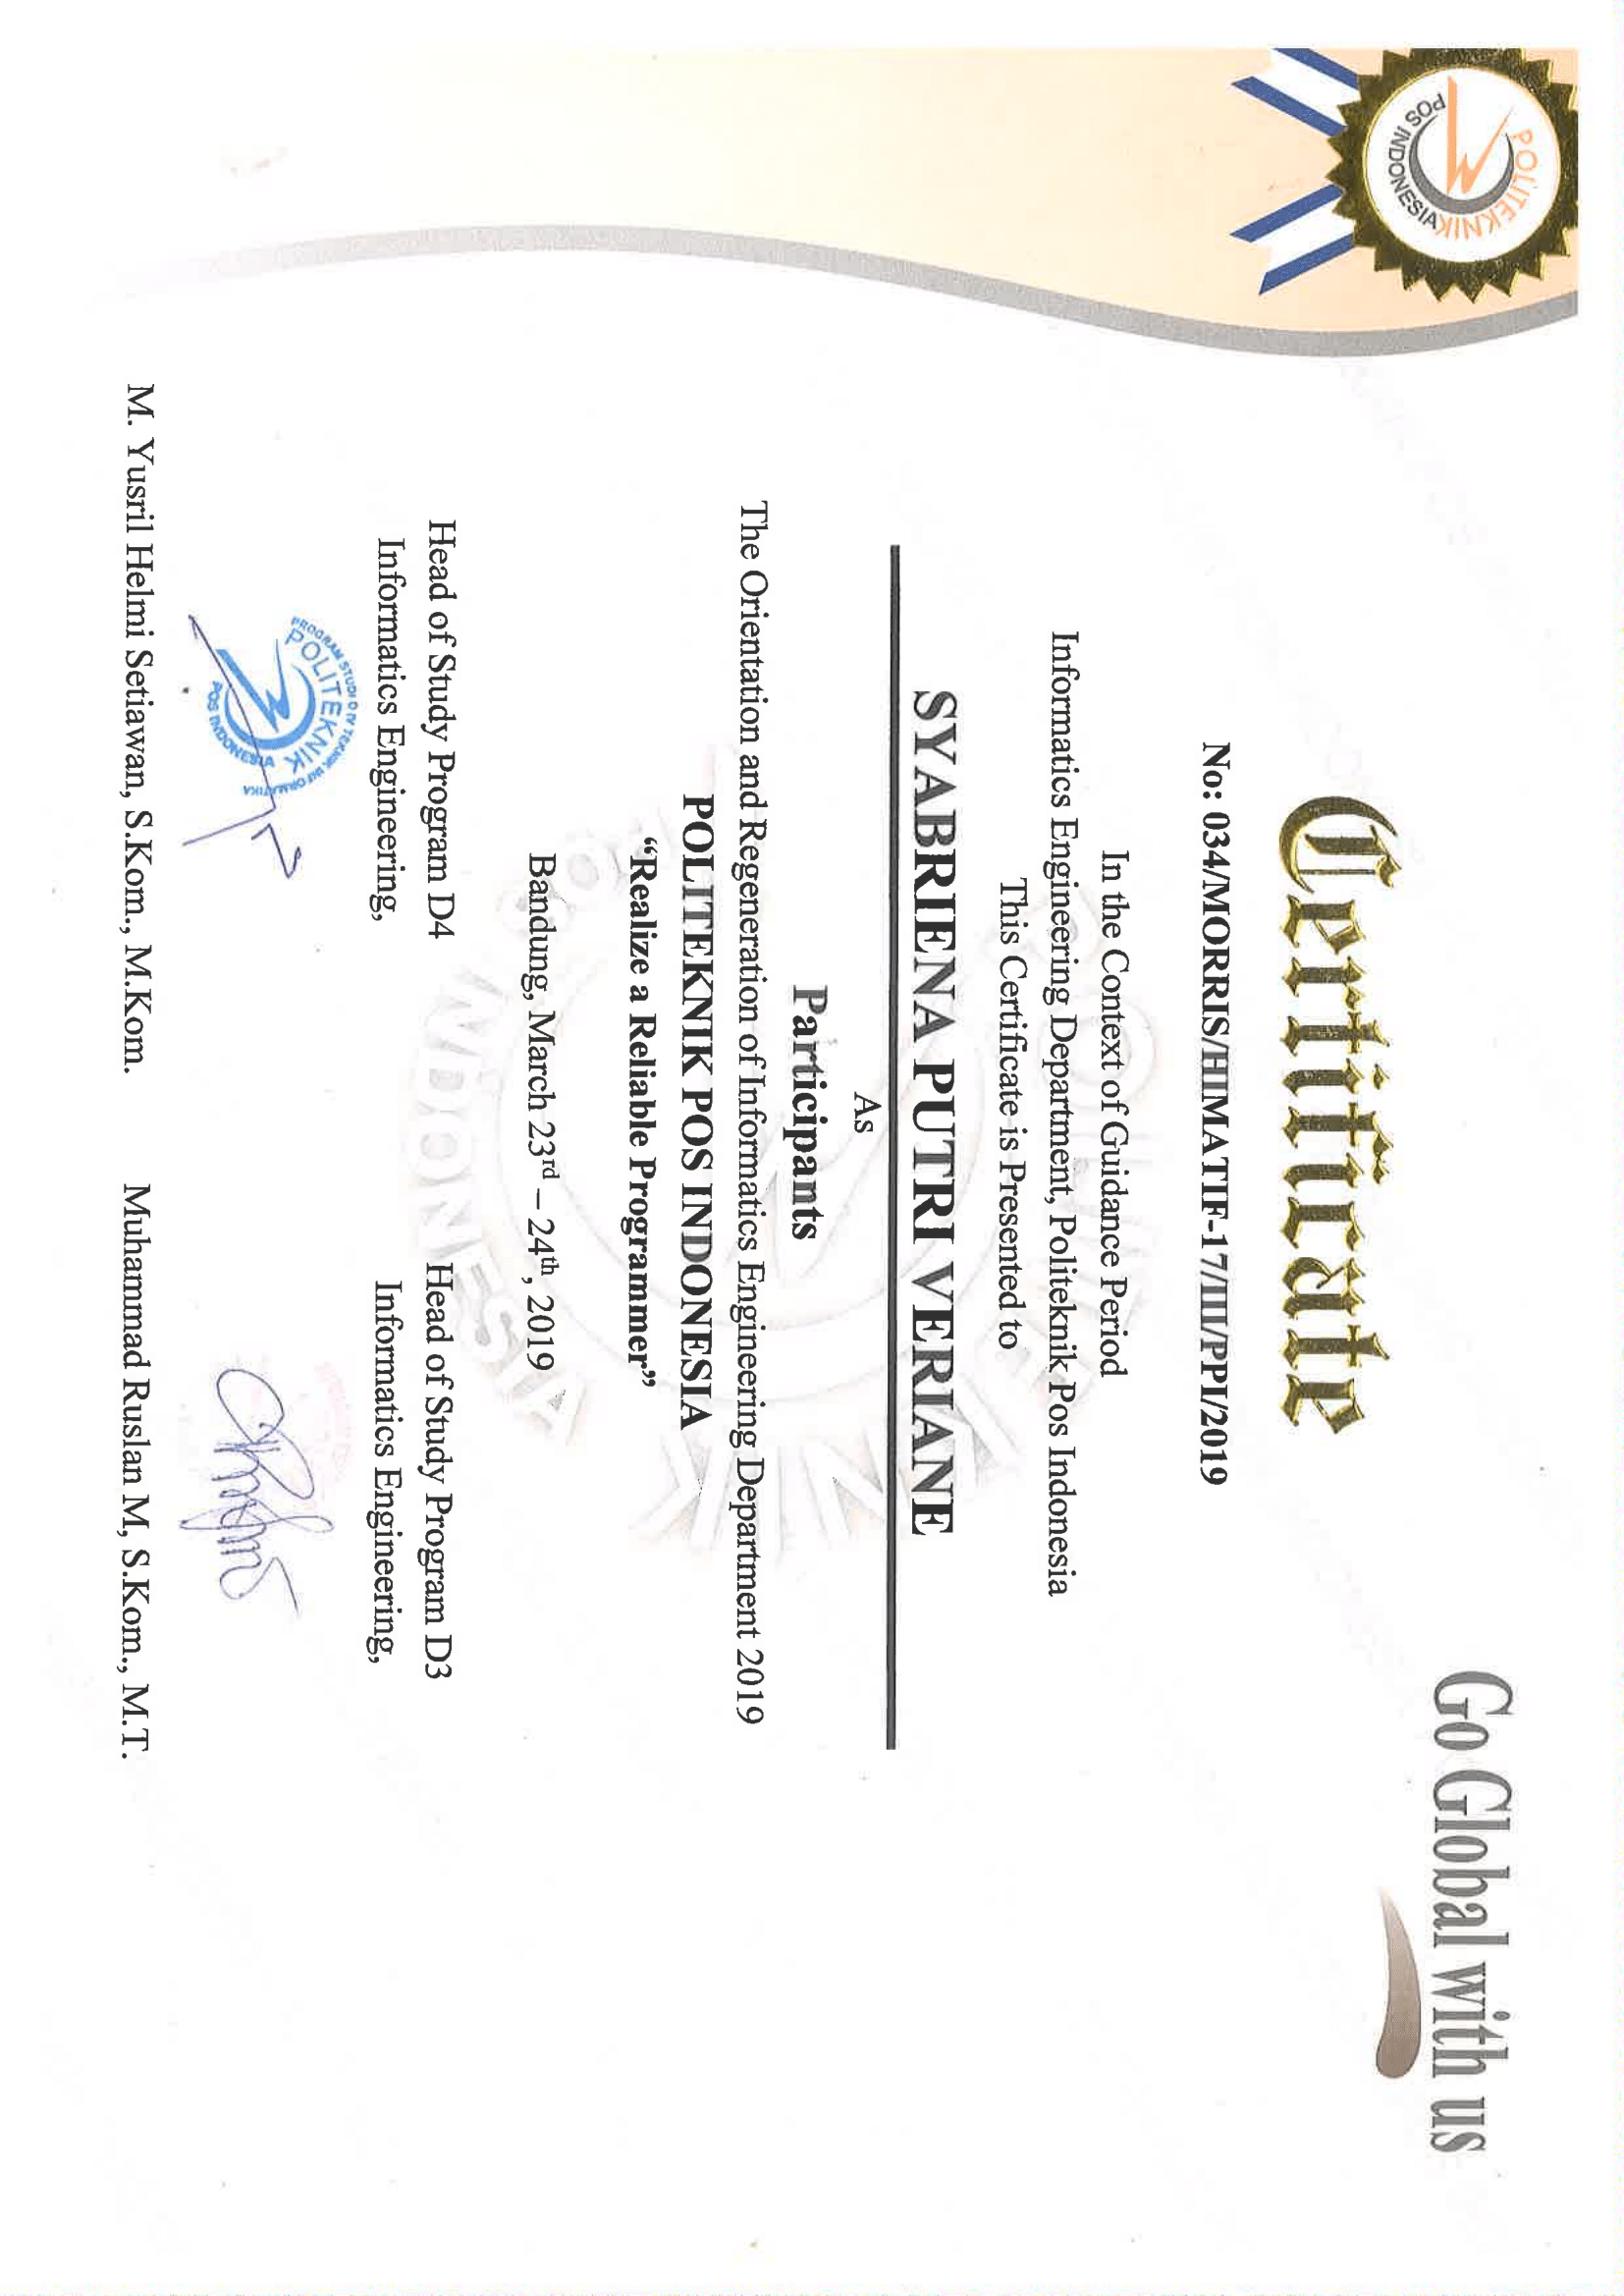 POLITEKNIK
POS INDONESIA
Go Global with us
Certificate
No: 034/MORRIS/HIMATIF-17/III/PPI/2019
In the Context of Guidance Period
Informatics Engineering Department, Politeknik Pos Indonesia
This Certificate is Presented to
SYABRIENA PUTRI VERIANE
As
Participants
The Orientation and Regeneration of Informatics Engineering Department 2019
POLITEKNIK POS INDONESIA
“Realize a Reliable Programmer”
Bandung, March 23rd – 24th, 2019
Head of Study Program D4
Informatics Engineering,
PROGRAM STUDI D IV TEKNIK INFORMATIKA
POLITEKNIK
POS INDONESIA
M. Yusril Helmi Setiawan, S.Kom., M.Kom.
Head of Study Program D3
Informatics Engineering,
Muhammad Ruslan M, S.Kom., M.T.